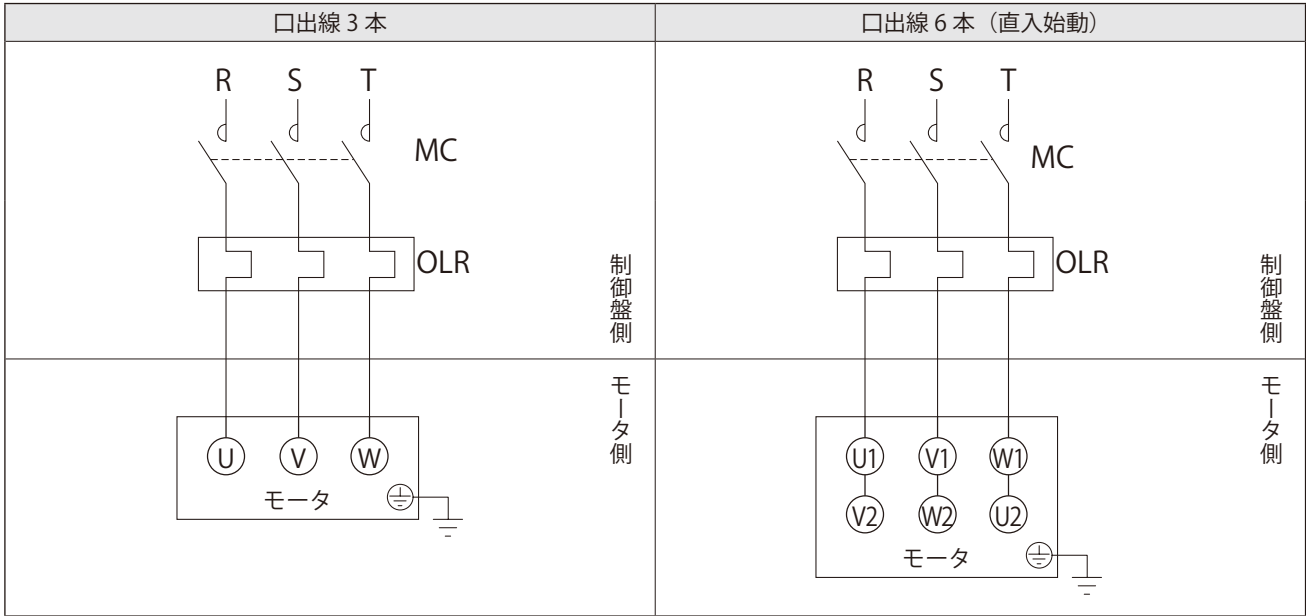 口出線 3 本
R S T
MC
OLR
制御盤側
モータ側
U V W
モータ
口出線 6 本（直入始動）
R S T
MC
OLR
制御盤側
モータ側
U1 V1 W1
V2 W2 U2
モータ